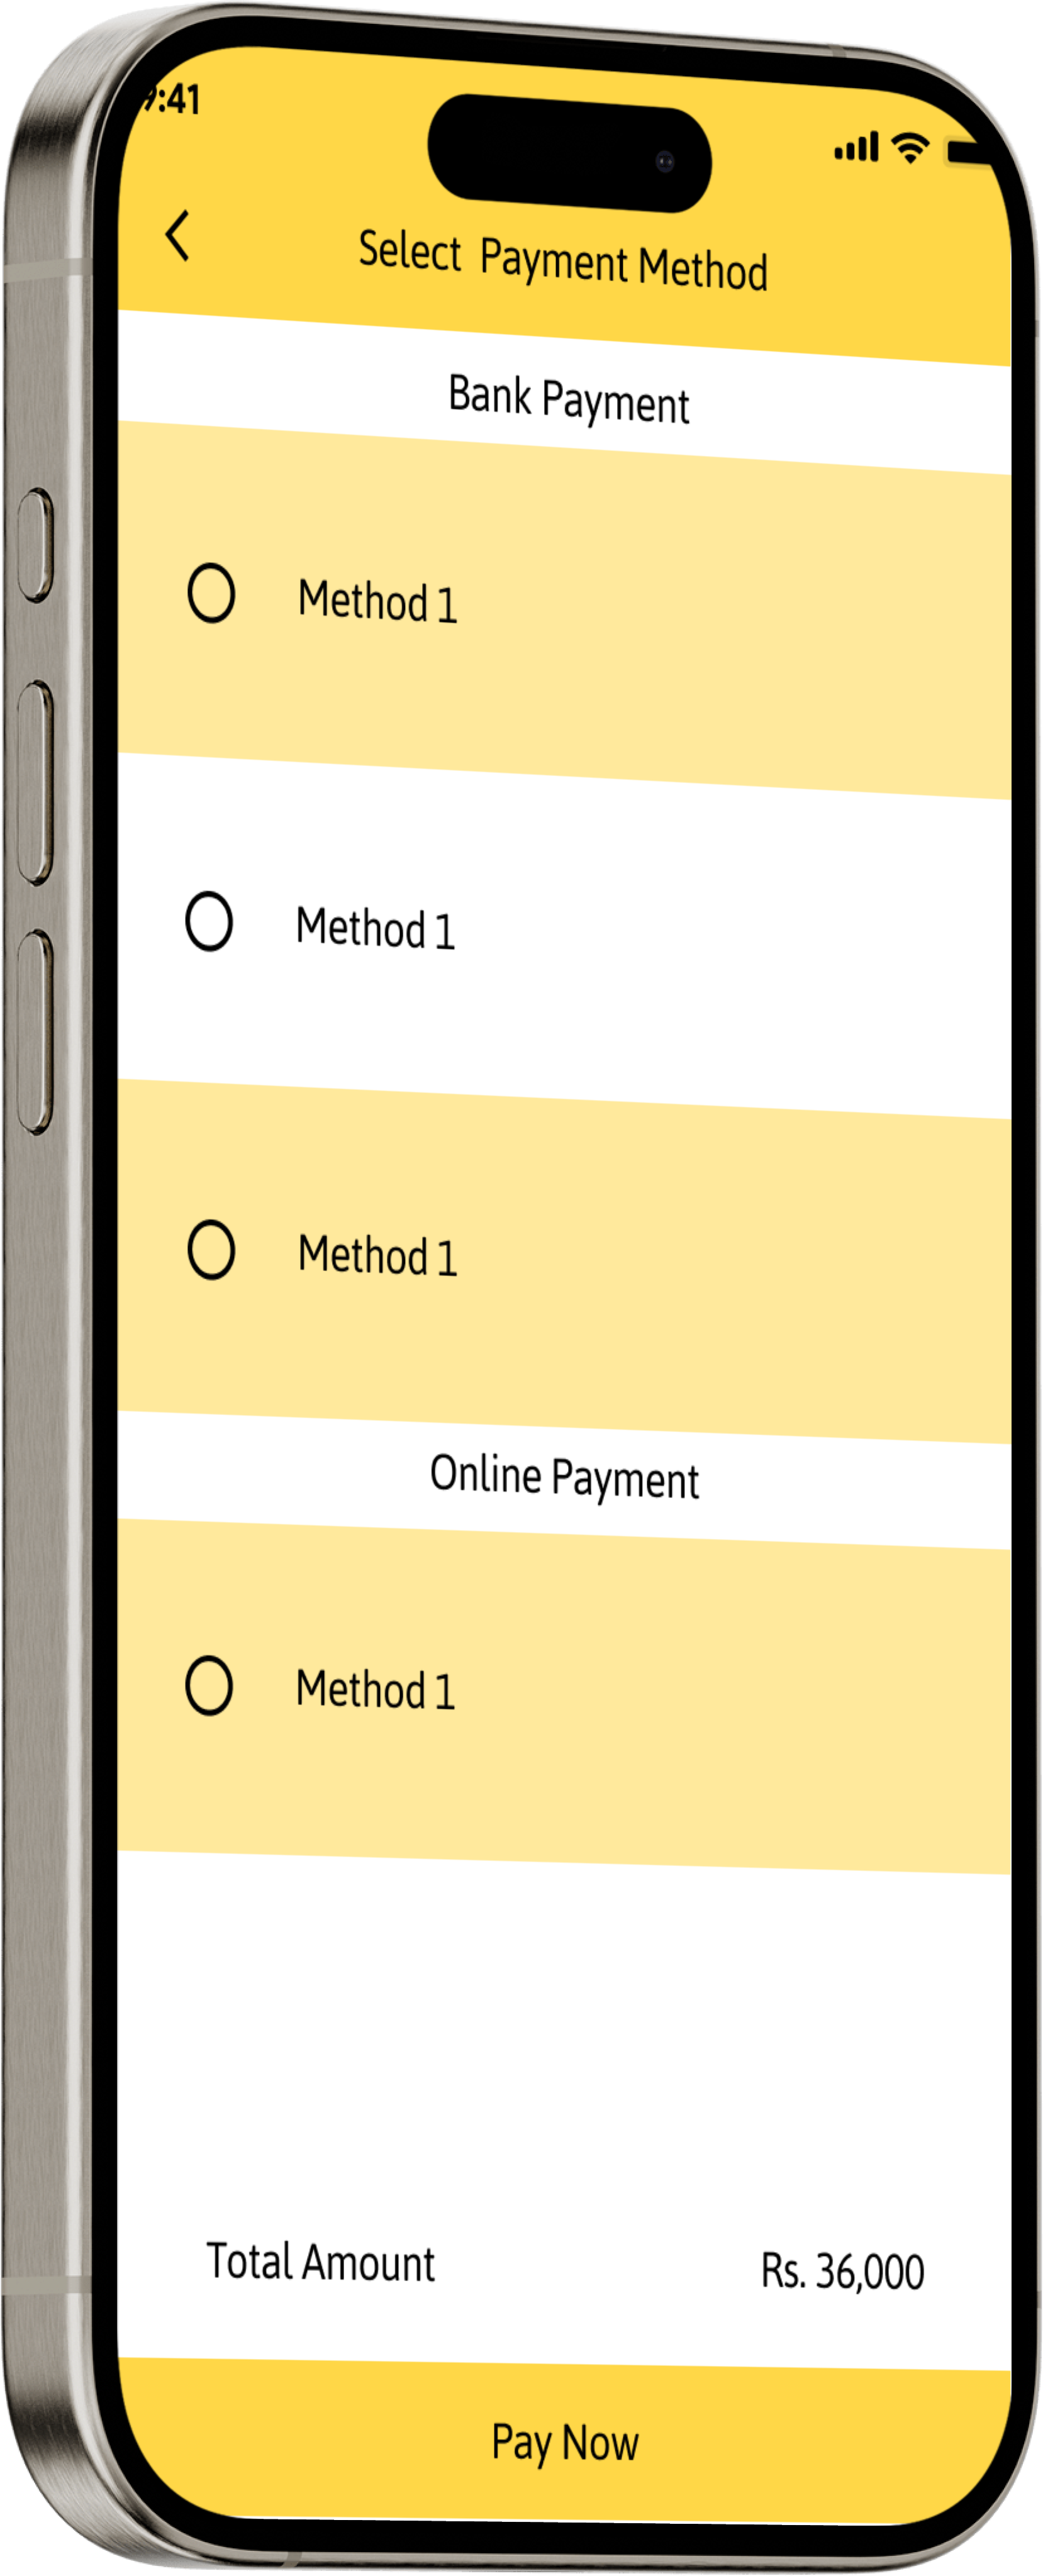 9:41
Select Payment Method
Bank Payment
Method 1
Method 1
Method 1
Online Payment
Method 1
Total Amount Rs. 36,000
Pay Now